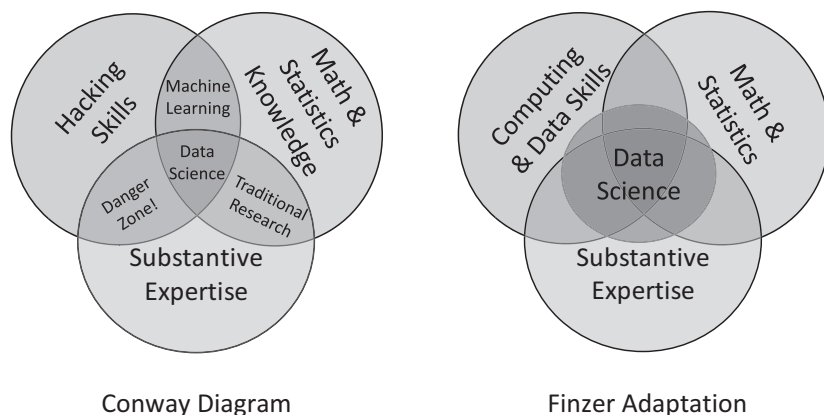 Hacking
Skills
Machine
Learning
Math &
Statistics
Knowledge
Data
Science
Danger
Zone!
Traditional
Research
Substantive
Expertise
Conway Diagram
Computing
& Data Skills
Math &
Statistics
Data
Science
Substantive
Expertise
Finzer Adaptation